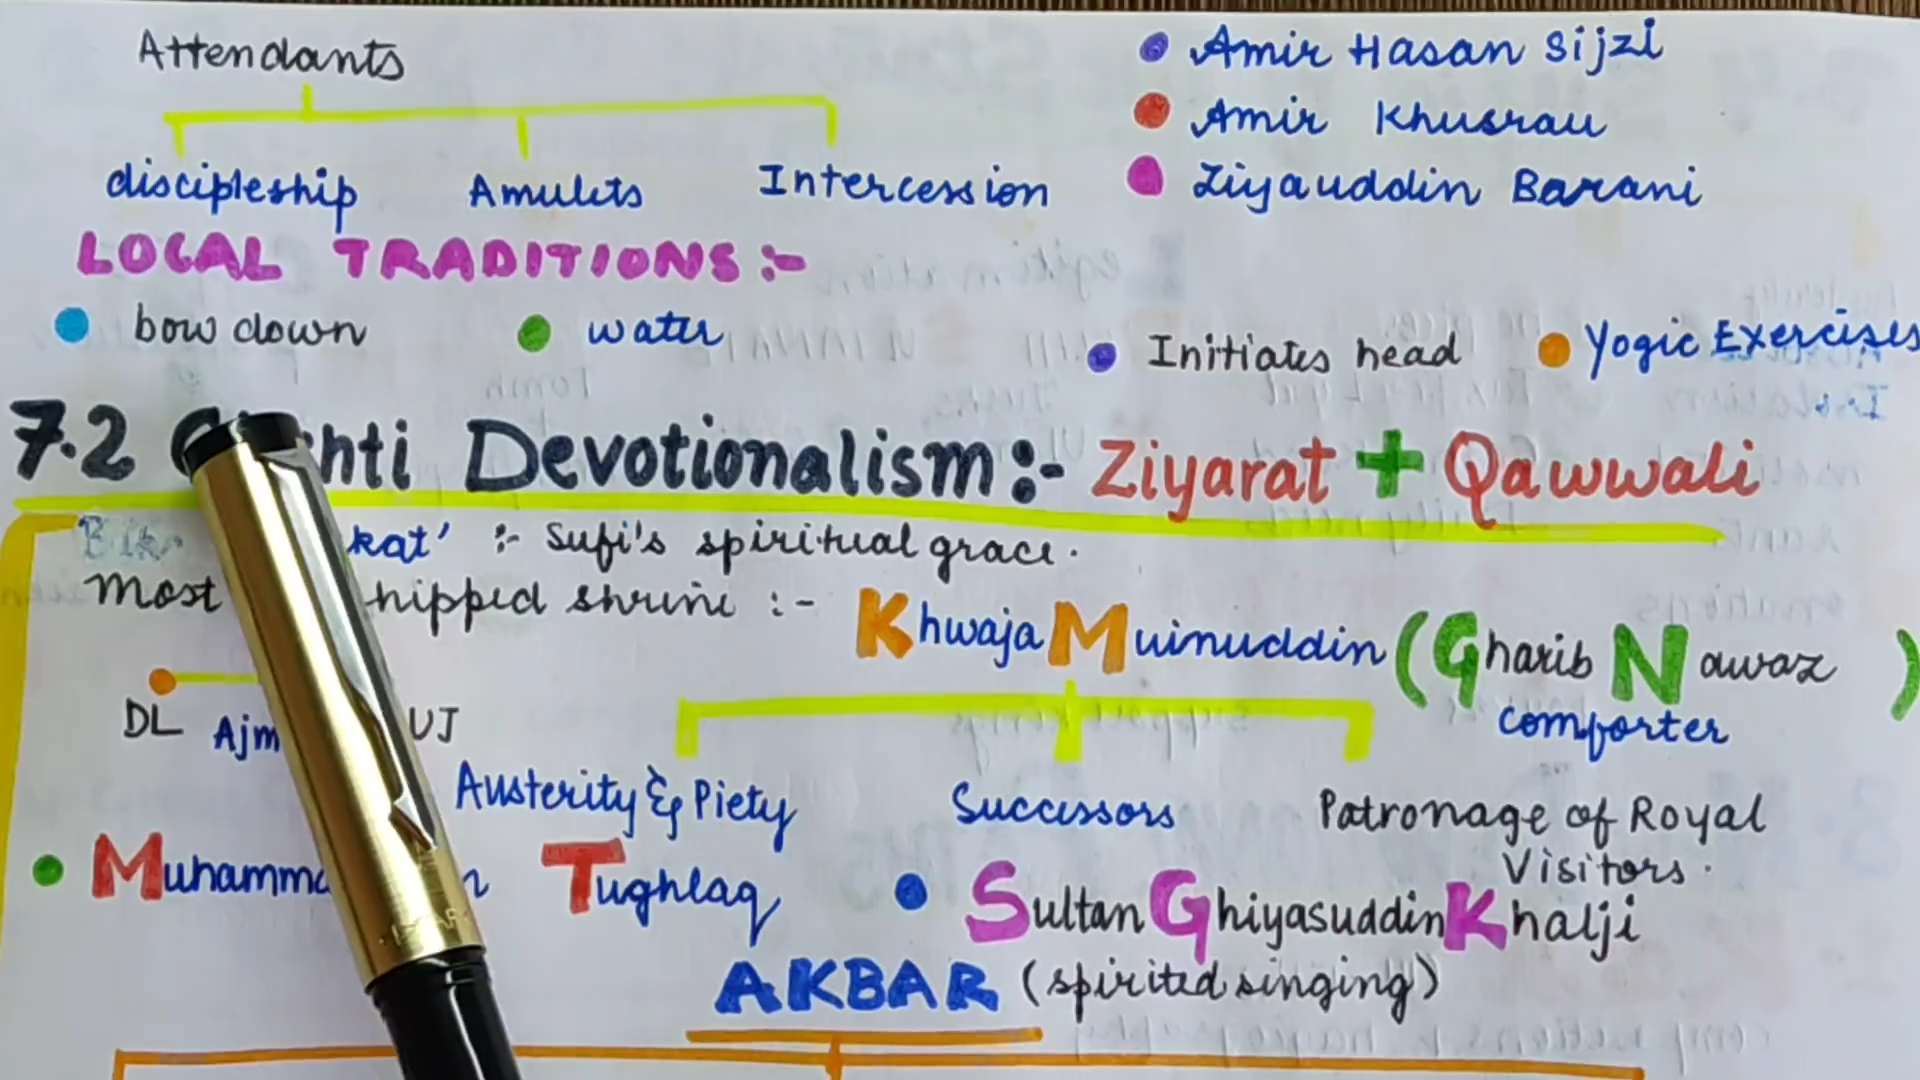 Attendants
• Amir Hasan Sijzi
• Amir Khusrau
discipleship Amulets Intercession
• Ziyauddin Barani
LOCAL TRADITIONS :-
• bow down • water • Initiates head • Yogic Exercises
7.2 hti Devotionalism :- Ziyarat + Qawwali
kat' :- Sufi's spiritual grace.
Most hipped shrine :- Khwaja Muinuddin (Gharib Nawaz)
comforter
DL Ajm UJ
Austerity & Piety Successors Patronage of Royal
Visitors.
• Muhamma n Tughlaq • Sultan Ghiyasuddin Khalji
AKBAR (spirited singing)